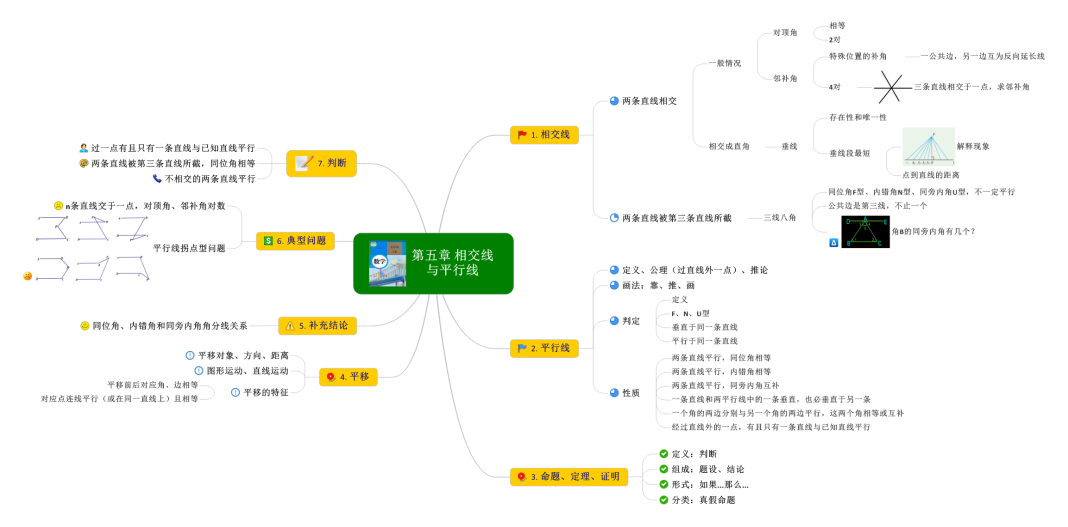 第五章 相交线
与平行线
数学
1. 相交线
两条直线相交
一般情况
对顶角
相等
2对
邻补角
特殊位置的补角
一公共边，另一边互为反向延长线
4对
三条直线相交于一点，求邻补角
相交成直角
垂线
存在性和唯一性
垂线段最短
解释现象
点到直线的距离
两条直线被第三条直线所截
三线八角
同位角F型、内错角N型、同旁内角U型，不一定平行
公共边是第三线，不止一个
D
A
E
B
C
角B的同旁内角有几个？
2. 平行线
定义、公理（过直线外一点）、推论
画法：靠、推、画
判定
定义
F、N、U型
垂直于同一条直线
平行于同一条直线
性质
两条直线平行，同位角相等
两条直线平行，内错角相等
两条直线平行，同旁内角互补
一条直线和两平行线中的一条垂直，也必垂直于另一条
一个角的两边分别与另一个角的两边平行，这两个角相等或互补
经过直线外的一点，有且只有一条直线与已知直线平行
3. 命题、定理、证明
定义：判断
组成：题设、结论
形式：如果...那么...
分类：真假命题
4. 平移
平移对象、方向、距离
图形运动、直线运动
平移的特征
平移前后对应角、边相等
对应点连线平行（或在同一直线上）且相等
5. 补充结论
同位角、内错角和同旁内角角分线关系
6. 典型问题
n条直线交于一点，对顶角、邻补角对数
平行线拐点型问题
7. 判断
过一点有且只有一条直线与已知直线平行
两条直线被第三条直线所截，同位角相等
不相交的两条直线平行